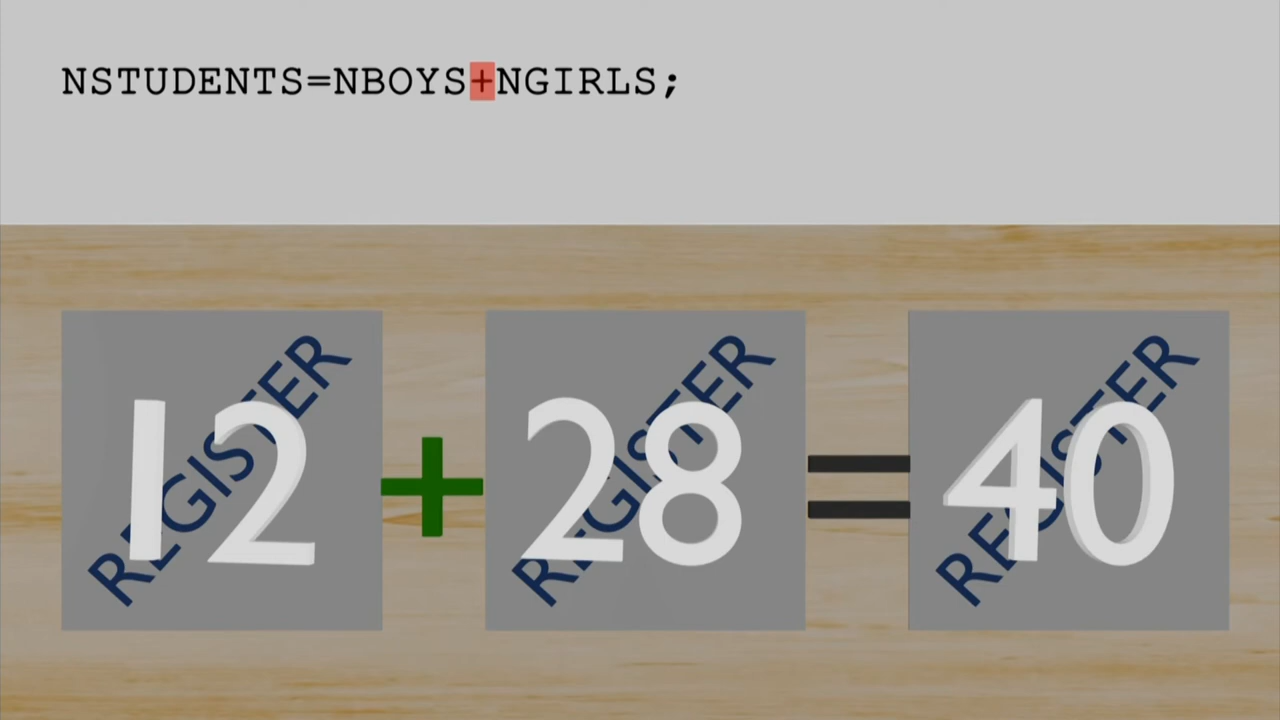 NSTUDENTS=NBOYS+NGIRLS;
REGISTER REGISTER REGISTER
12 + 28 = 40